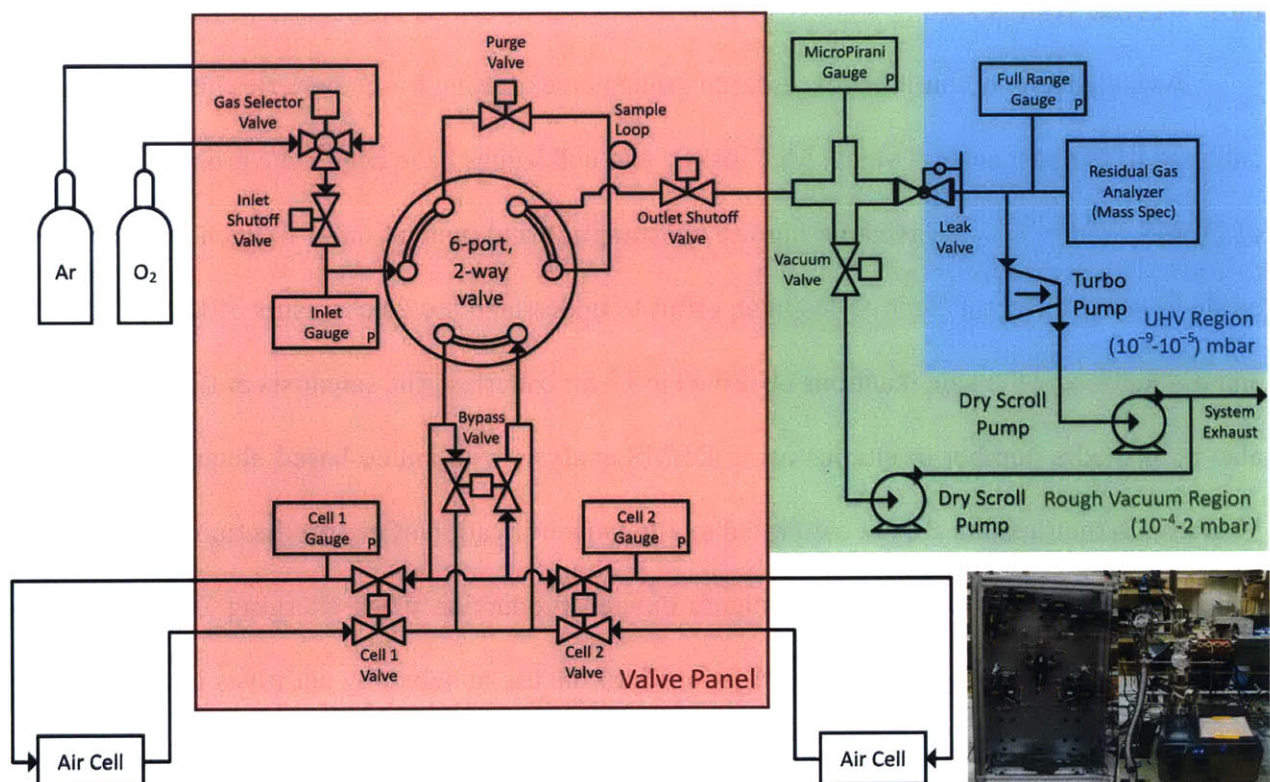 Purge
Valve
Gas Selector
Valve
Sample
Loop
Inlet
Shutoff
Valve
Outlet Shutoff
Valve
6-port,
2-way
valve
Ar
O₂
Inlet
Gauge
P
Bypass
Valve
Cell 1
Gauge
P
Cell 2
Gauge
P
Cell 1
Valve
Cell 2
Valve
Valve Panel
Air Cell
Air Cell
MicroPirani
Gauge
P
Full Range
Gauge
P
Residual Gas
Analyzer
(Mass Spec)
Leak
Valve
Vacuum
Valve
Turbo
Pump
UHV Region
(10⁻⁹-10⁻⁵) mbar
Dry Scroll
Pump
System
Exhaust
Dry Scroll
Pump
Rough Vacuum Region
(10⁻⁴-2 mbar)